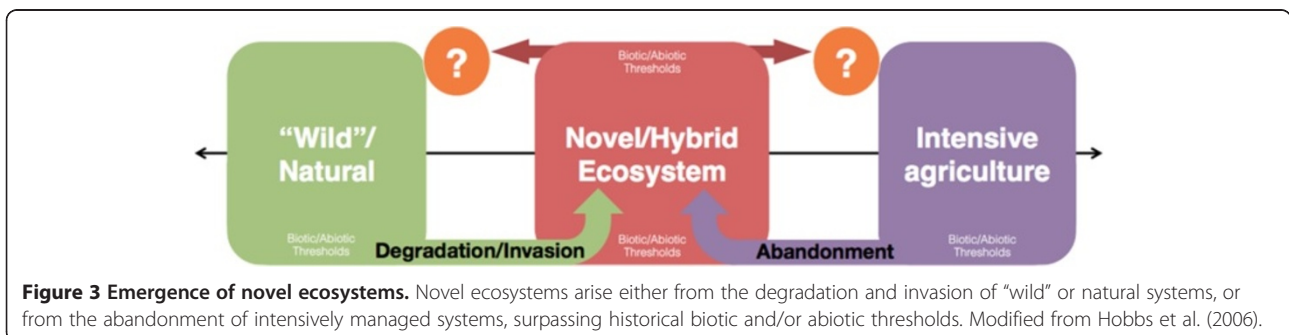 ?
Biotic/Abiotic
Thresholds
?
“Wild”/
Natural
Novel/Hybrid
Ecosystem
Intensive
agriculture
Biotic/Abiotic
Thresholds
Degradation/Invasion
Biotic/Abiotic
Thresholds
Abandonment
Biotic/Abiotic
Thresholds
Figure 3 Emergence of novel ecosystems. Novel ecosystems arise either from the degradation and invasion of “wild” or natural systems, or
from the abandonment of intensively managed systems, surpassing historical biotic and/or abiotic thresholds. Modified from Hobbs et al. (2006).